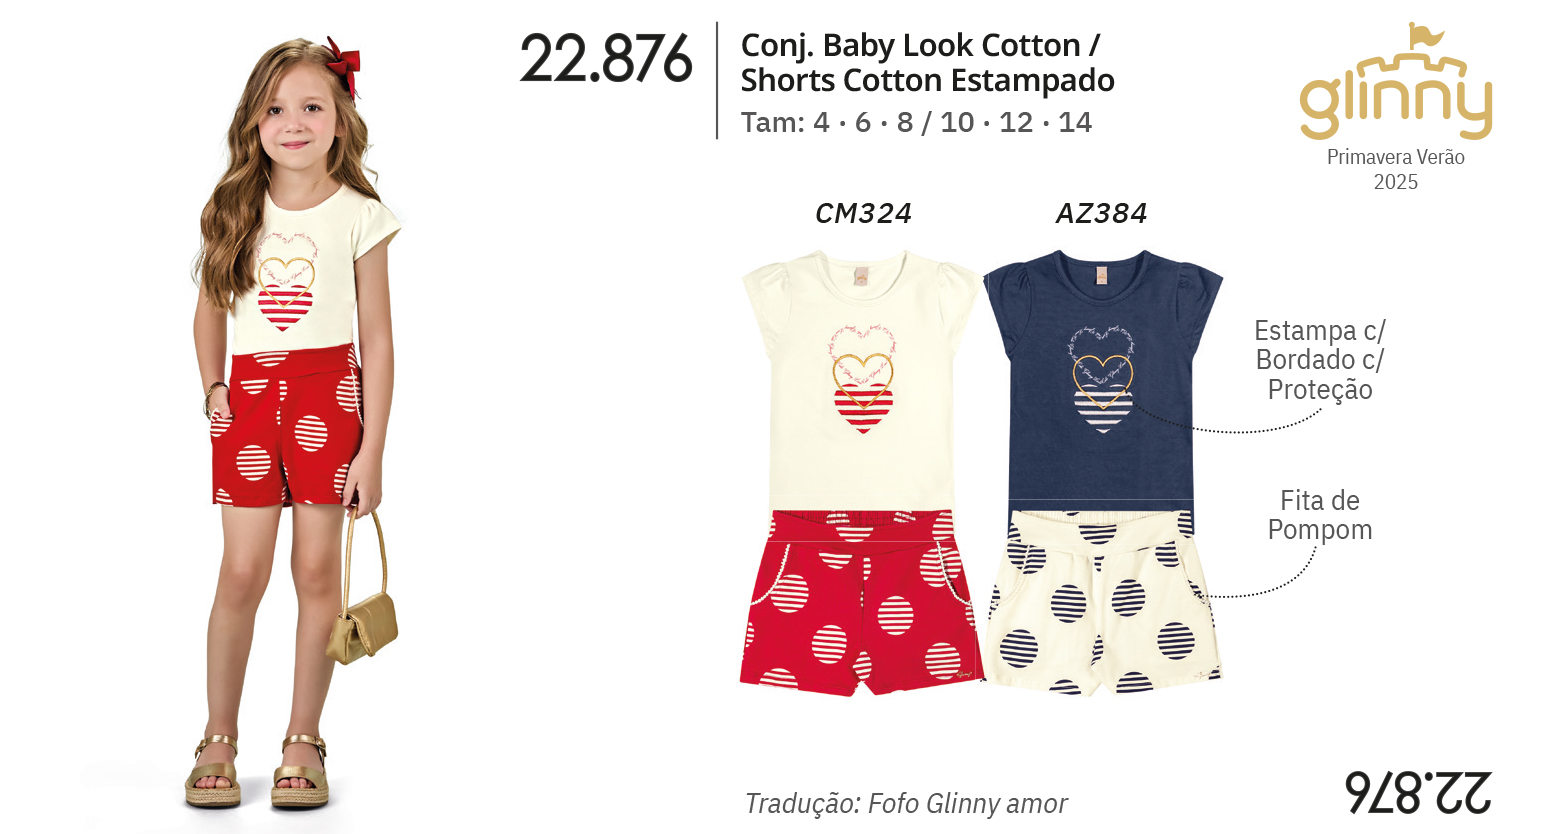 22.876
Conj. Baby Look Cotton /
Shorts Cotton Estampado
Tam: 4 · 6 · 8 / 10 · 12 · 14
glinny
Primavera Verão
2025
CM324
AZ384
Estampa c/
Bordado c/
Proteção
Fita de
Pompom
Tradução: Fofo Glinny amor
22.876